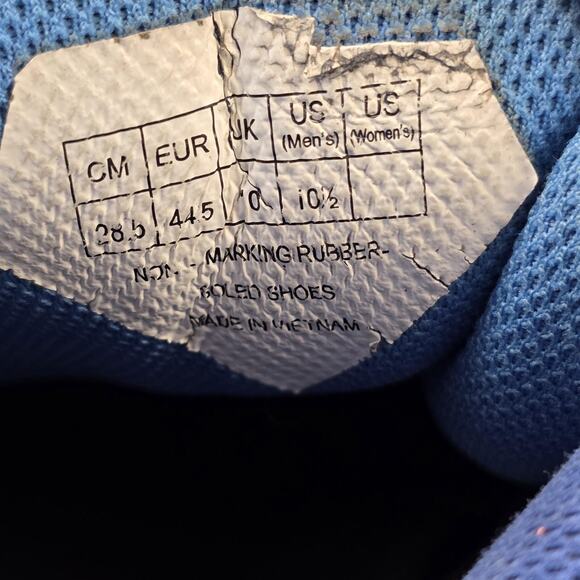 CM EUR UK US (Men's) US (Women's)
28.5 44.5 10 10½
NON - MARKING RUBBER-
SOLED SHOES
MADE IN VIETNAM